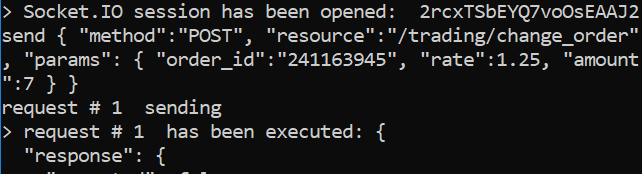 > Socket.IO session has been opened:  2rcxTSbEYQ7voOsEAAJ2
send { "method":"POST", "resource":"/trading/change_order"
, "params": { "order_id":"241163945", "rate":1.25, "amount
":7 } }
request # 1  sending
> request # 1  has been executed: {
  "response": {